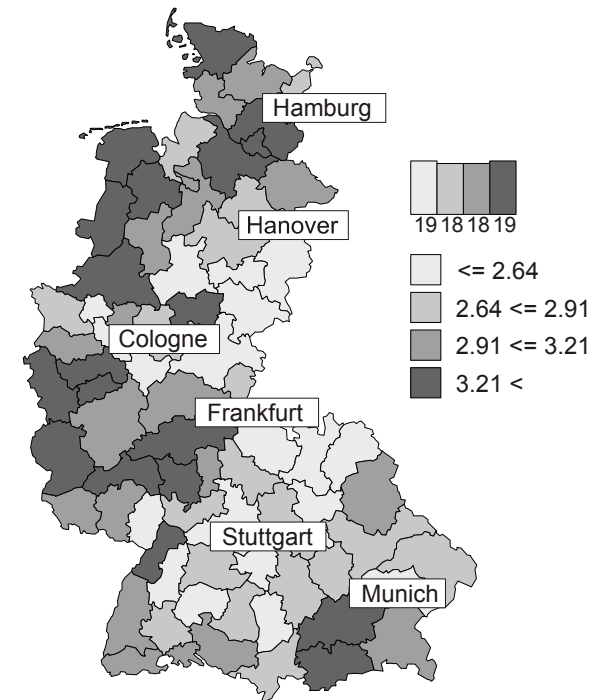 Hamburg
Hanover
19 18 18 19
<= 2.64
2.64 <= 2.91
Cologne
2.91 <= 3.21
3.21 <
Frankfurt
Stuttgart
Munich